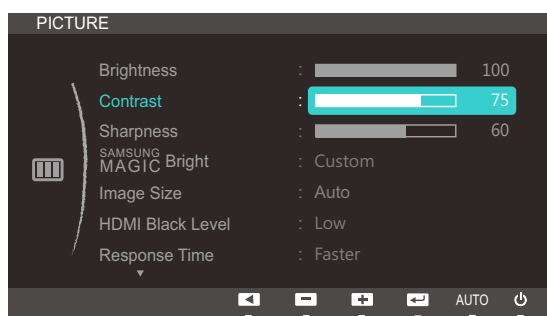 PICTURE
Brightness : 100
Contrast : 75
Sharpness : 60
SAMSUNG
MAGIC Bright : Custom
Image Size : Auto
HDMI Black Level : Low
Response Time : Faster
AUTO